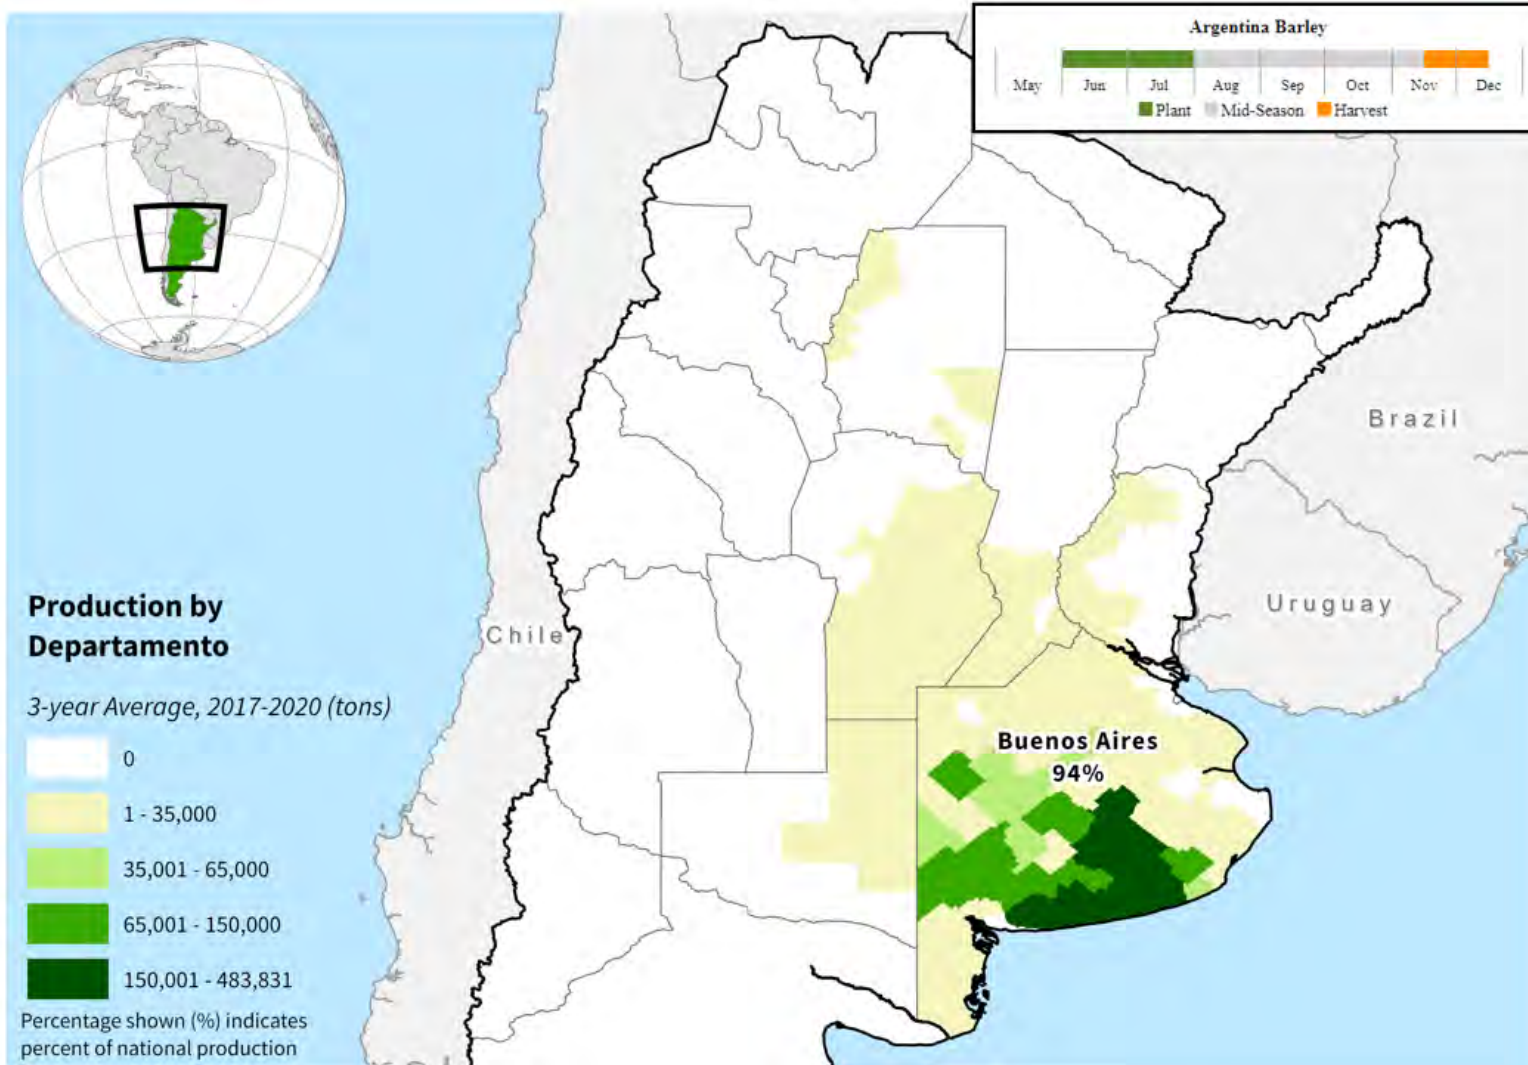 Argentina Barley
May Jun Jul Aug Sep Oct Nov Dec
Plant Mid-Season Harvest
Brazil
Uruguay
Chile
Buenos Aires
94%
Production by
Departamento
3-year Average, 2017-2020 (tons)
0
1 - 35,000
35,001 - 65,000
65,001 - 150,000
150,001 - 483,831
Percentage shown (%) indicates
percent of national production